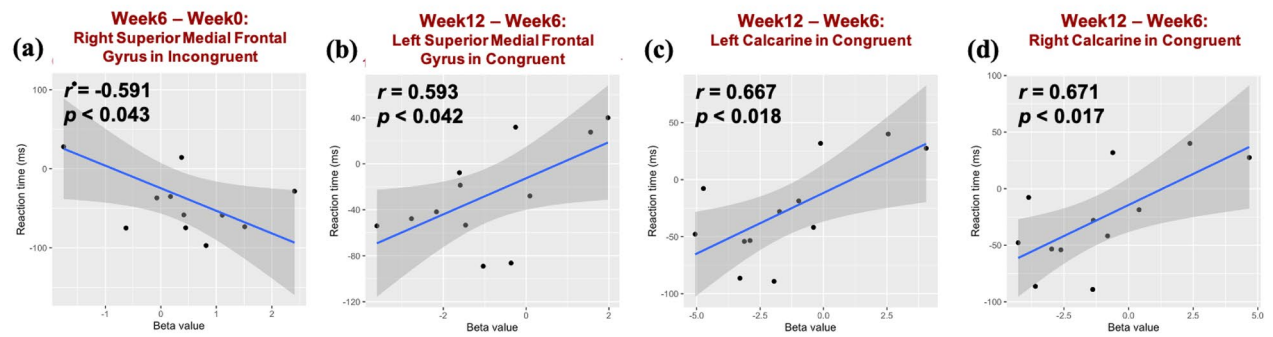 (a)
Week6 – Week0:
Right Superior Medial Frontal
Gyrus in Incongruent
r = -0.591
p < 0.043
Reaction time (ms)
100
0
-100
-1
0
1
2
Beta value
(b)
Week12 – Week6:
Left Superior Medial Frontal
Gyrus in Congruent
r = 0.593
p < 0.042
Reaction time (ms)
40
0
-40
-80
-120
-2
0
2
Beta value
(c)
Week12 – Week6:
Left Calcarine in Congruent
r = 0.667
p < 0.018
Reaction time (ms)
50
0
-50
-100
-5.0
-2.5
0.0
2.5
Beta value
(d)
Week12 – Week6:
Right Calcarine in Congruent
r = 0.671
p < 0.017
Reaction time (ms)
100
50
0
-50
-100
-2.5
0.0
2.5
5.0
Beta value